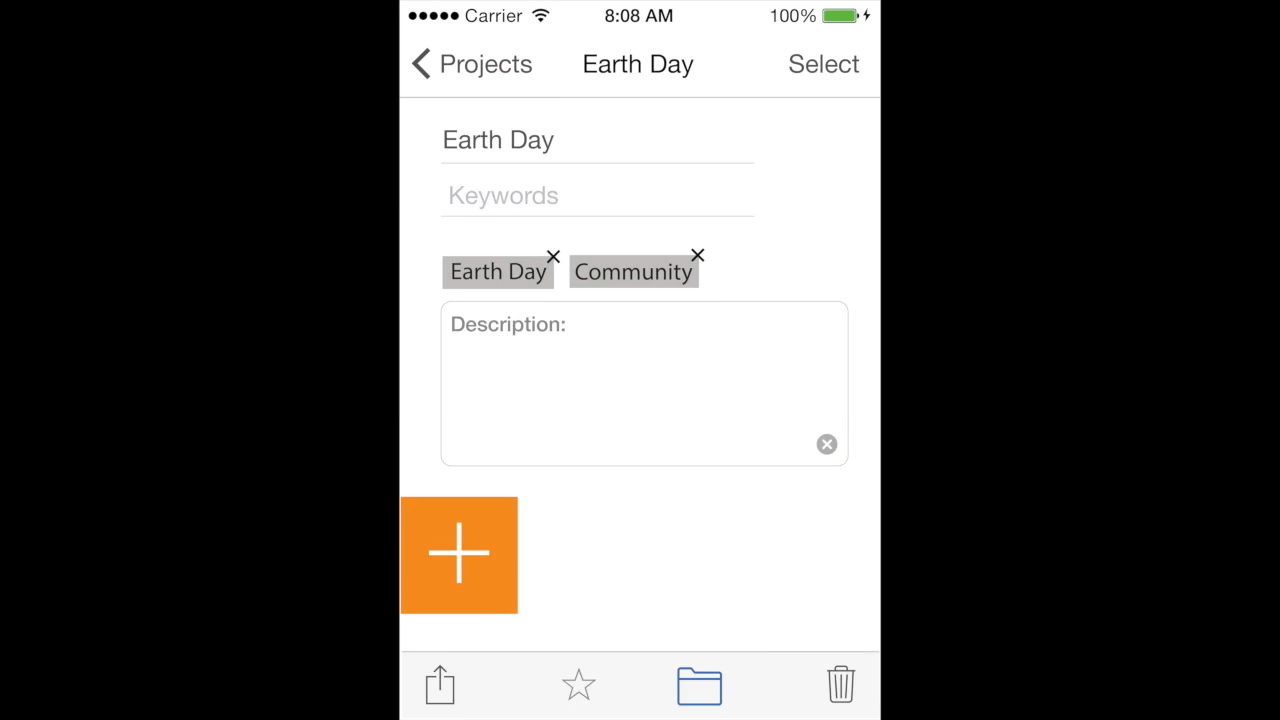 Carrier 8:08 AM 100%
Projects Earth Day Select
Earth Day
Keywords
Earth Day Community
Description: